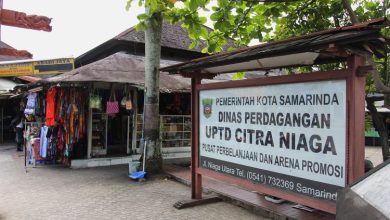 PEMERINTAH KOTA SAMARINDA
DINAS PERDAGANGAN
UPTD CITRA NIAGA
PUSAT PERBELANJAAN DAN ARENA PROMOSI
Jl. Niaga Utara Tel. (0541) 732369 Samarind